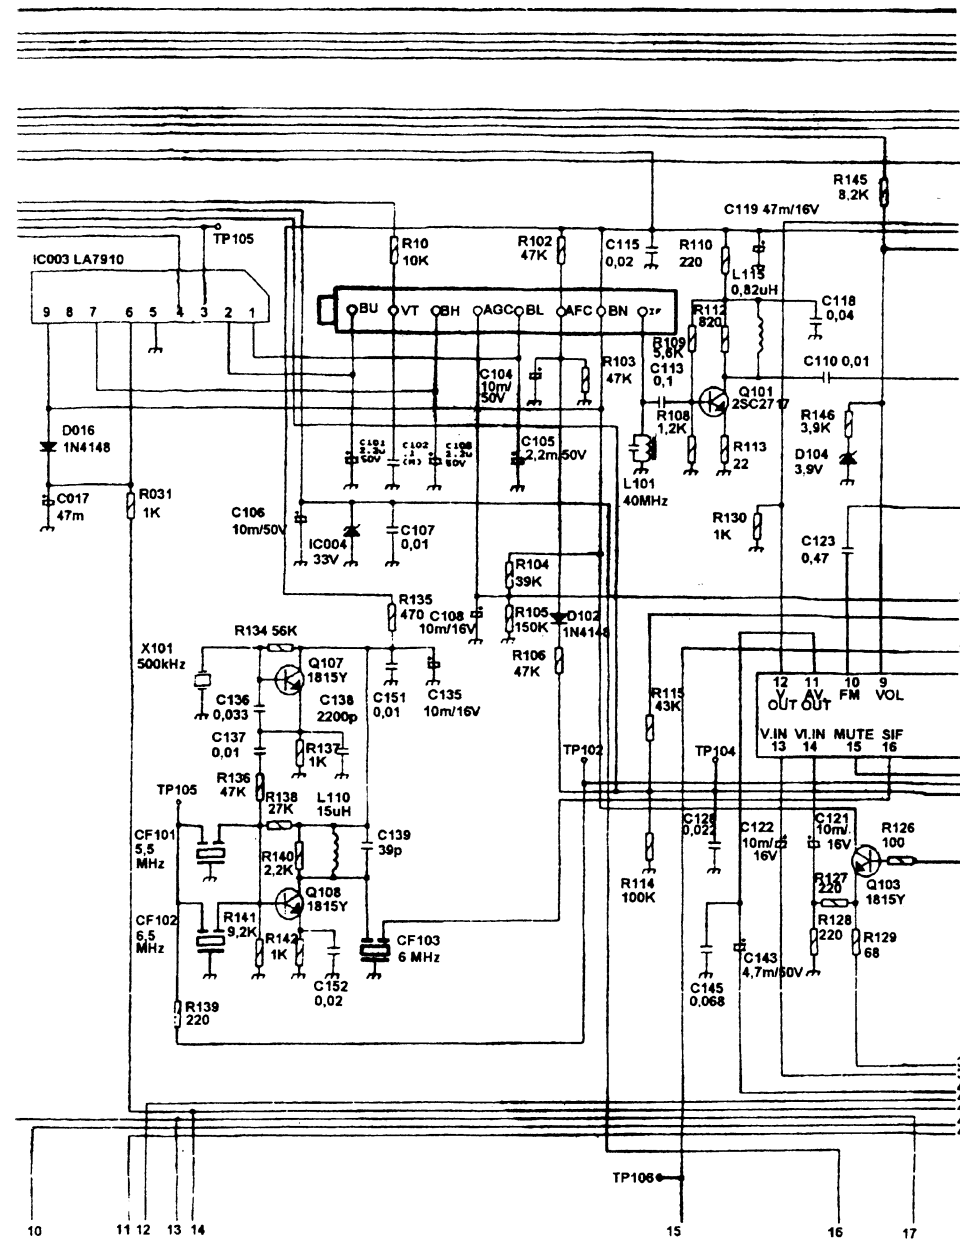 R145
8,2K
C119 47m/16V
TP105
IC003 LA7910
R10
10K
R102
47K
C115
0,02
R110
220
L115
0,82uH
9 8 7 6 5 4 3 2 1
BU VT BH AGC BL AFC BN IF
R112
820
C118
0,04
R109
5,6K
R103
47K
C104
10m/
50V
C113
0,1
C110 0,01
Q101
2SC2717
R108
1,2K
R146
3,9K
D016
1N4148
C101
2.2u
50V
C102
.1
(M)
50V
C105
2,2m/50V
R113
22
D104
3,9V
L101
40MHz
C017
47m
R031
1K
C106
10m/50V
IC004
33V
C107
0,01
R130
1K
C123
0,47
R104
39K
R135
470
C108
10m/16V
R105
150K
D102
1N4148
R134 56K
X101
500kHz
R106
47K
Q107
1815Y
C151
0,01
C135
10m/16V
12 11 10 9
V. AV. FM VOL
OUT OUT
C136
0,033
C138
2200p
R115
43K
C137
0,01
R137
1K
V.IN VI.IN MUTE SIF
13 14 15 16
TP102
TP104
R136
47K
TP105
R138
27K
L110
15uH
CF101
5,5
MHz
C139
39p
C128
0,022
C122
10m/
16V
C121
10m/.
16V
R126
100
R140
2,2K
R114
100K
Q103
1815Y
R127
220
Q108
1815Y
CF102
6,5
MHz
R141
9,2K
R142
1K
R128
220
R129
68
CF103
6 MHz
C152
0,02
C145
0,068
C143
4,7m/50V
R139
220
TP106
10 11 12 13 14 15 16 17